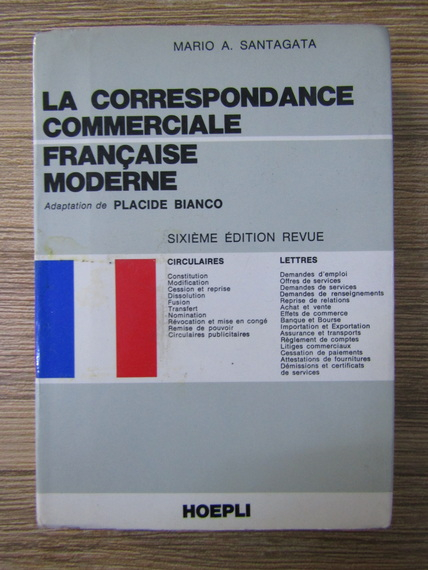 MARIO A. SANTAGATA
LA CORRESPONDANCE
COMMERCIALE
FRANÇAISE
MODERNE
Adaptation de PLACIDE BIANCO
SIXIÈME ÉDITION REVUE
CIRCULAIRES
Constitution
Modification
Cession et reprise
Dissolution
Fusion
Transfert
Nomination
Révocation et mise en congé
Remise de pouvoir
Circulaires publicitaires
LETTRES
Demandes d'emploi
Offres de services
Demandes de services
Demandes de renseignements
Reprise de relations
Achat et vente
Effets de commerce
Banque et Bourse
Importation et Exportation
Assurance et transports
Règlement de comptes
Litiges commerciaux
Cessation de paiements
Attestations de fournitures
Démissions et certificats
de services
HOEPLI